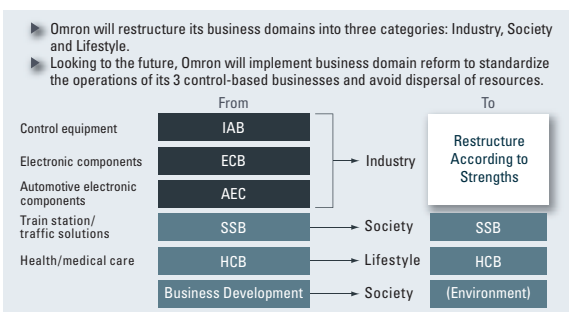 Omron will restructure its business domains into three categories: Industry, Society
and Lifestyle.
Looking to the future, Omron will implement business domain reform to standardize
the operations of its 3 control-based businesses and avoid dispersal of resources.
From
To
Control equipment
IAB
Electronic components
ECB
Industry
Restructure
According to
Strengths
Automotive electronic
components
AEC
Train station/
traffic solutions
SSB
Society
SSB
Health/medical care
HCB
Lifestyle
HCB
Business Development
Society
(Environment)